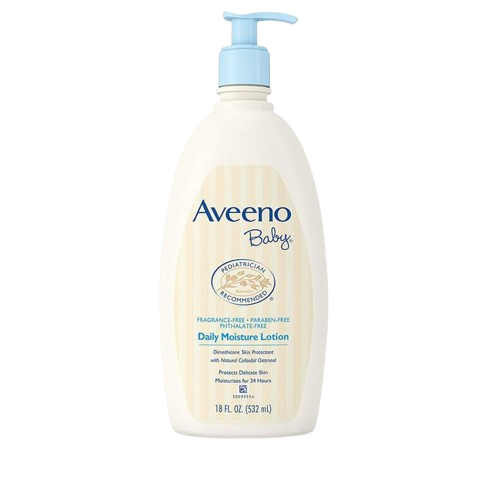 Aveeno
Baby®
PEDIATRICIAN
RECOMMENDED®
FRAGRANCE-FREE • PARABEN-FREE
PHTHALATE-FREE
Daily Moisture Lotion
Dimethicone Skin Protectant
with Natural Colloidal Oatmeal
Protects Delicate Skin
Moisturizes for 24 Hours
18 FL. OZ. (532 mL)